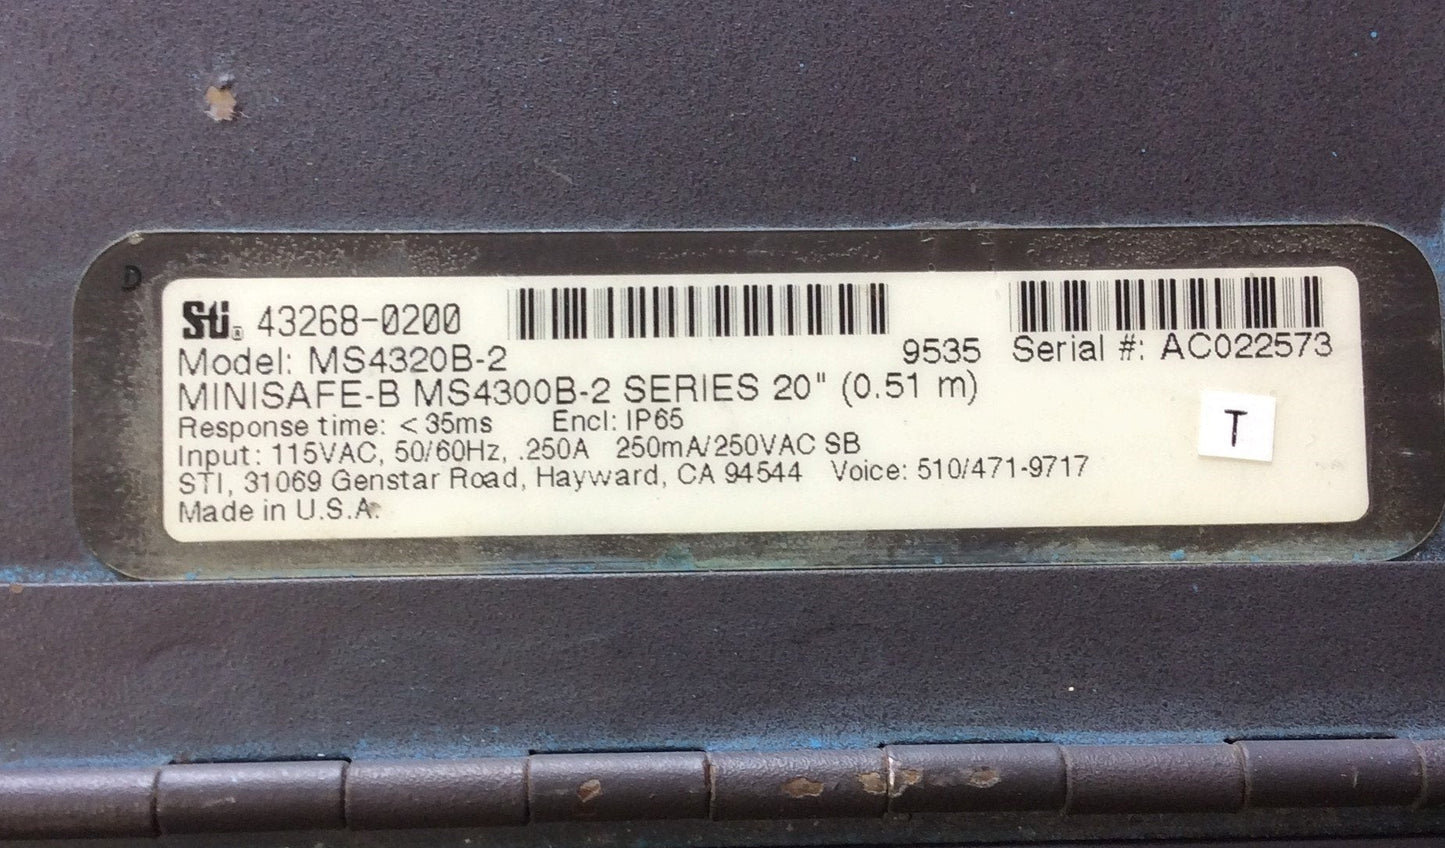 D
Sti® 43268-0200
Model: MS4320B-2 9535 Serial #: AC022573
MINISAFE-B MS4300B-2 SERIES 20" (0.51 m)
Response time: < 35ms Encl: IP65
T
Input: 115VAC, 50/60Hz, .250A 250mA/250VAC SB
STI, 31069 Genstar Road, Hayward, CA 94544 Voice: 510/471-9717
Made in U.S.A.